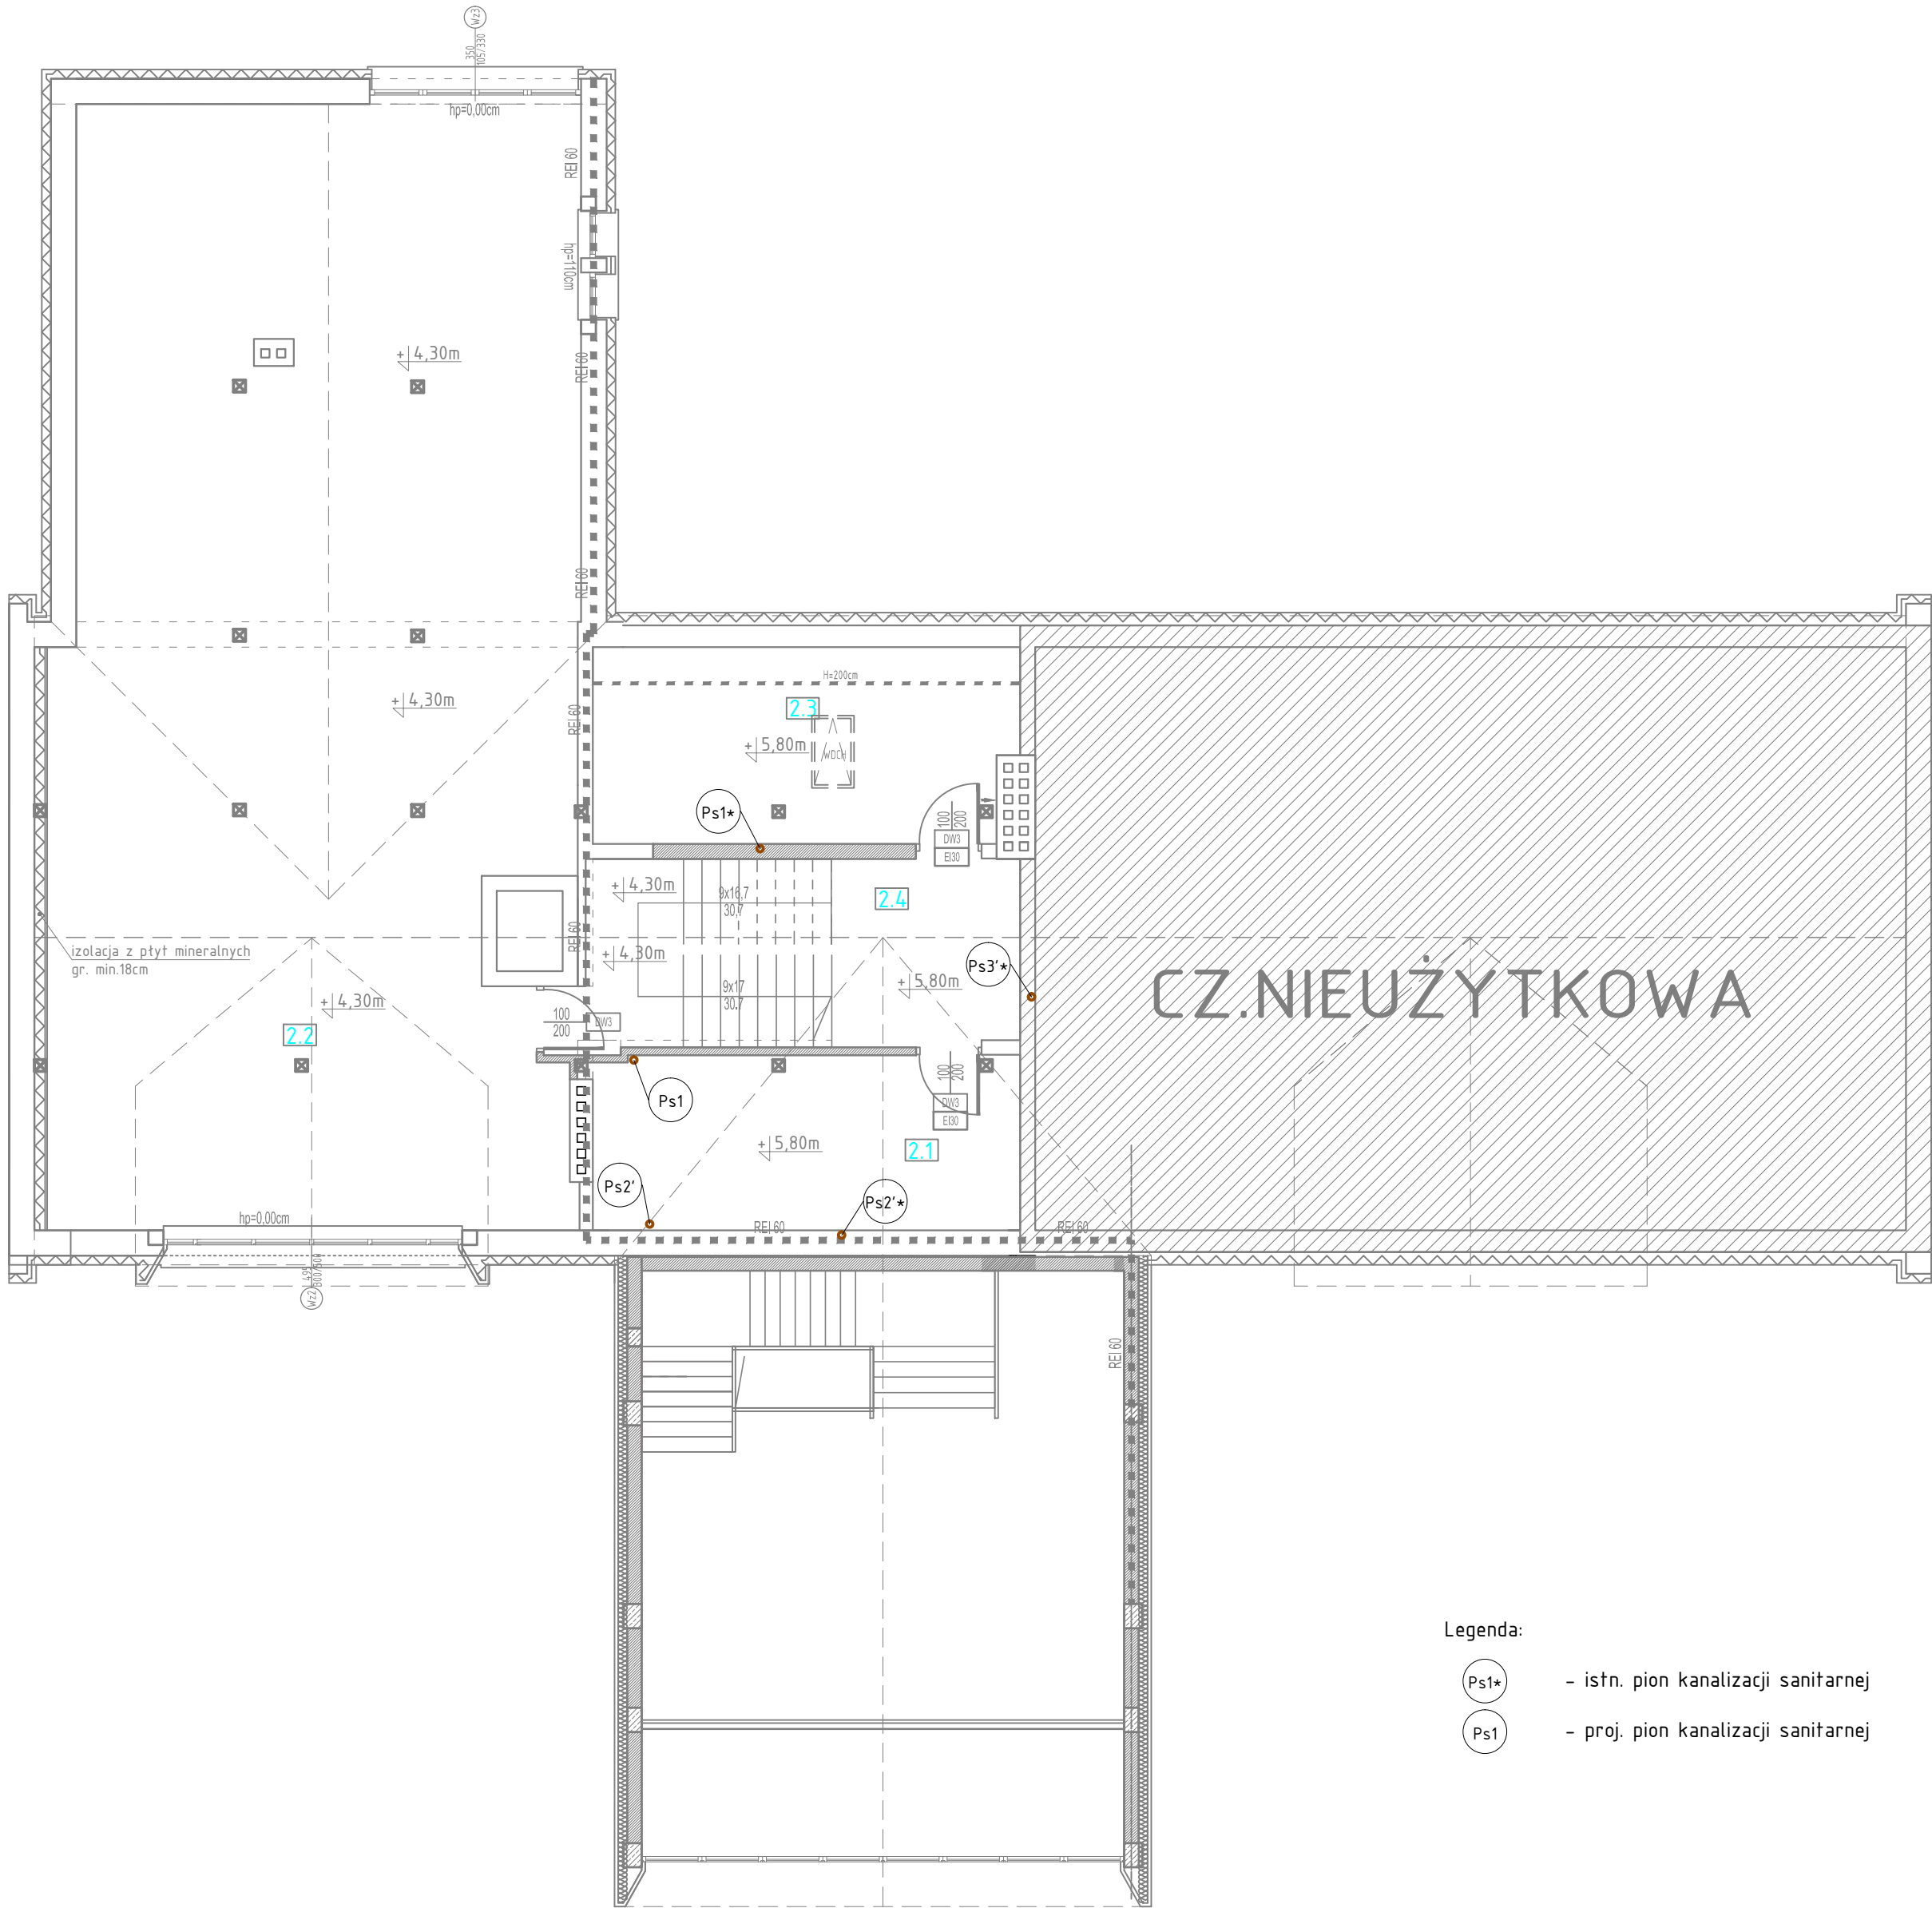 Wz3
350
105/330
hp=0,00cm
REI 60
hp=110cm
+4,30m
REI 60
REI 60
H=200cm
2.3
+4,30m
REI 60
+5,80m
WDCH
Ps1*
100
200
DW3
EI30
+4,30m
9x16,7
30,7
2.4
REI 60
izolacja z płyt mineralnych
gr. min.18cm
+4,30m
Ps3'*
+5,80m
CZ.NIEUŻYTKOWA
9x17
30,7
+4,30m
2.2
100
200
DW3
Ps1
100
200
DW3
EI30
+5,80m
2.1
Ps2'
Ps2'*
hp=0,00cm
REI 60
REI 60
495
Wz2
REI 60
Legenda:
Ps1*
- istn. pion kanalizacji sanitarnej
Ps1
- proj. pion kanalizacji sanitarnej